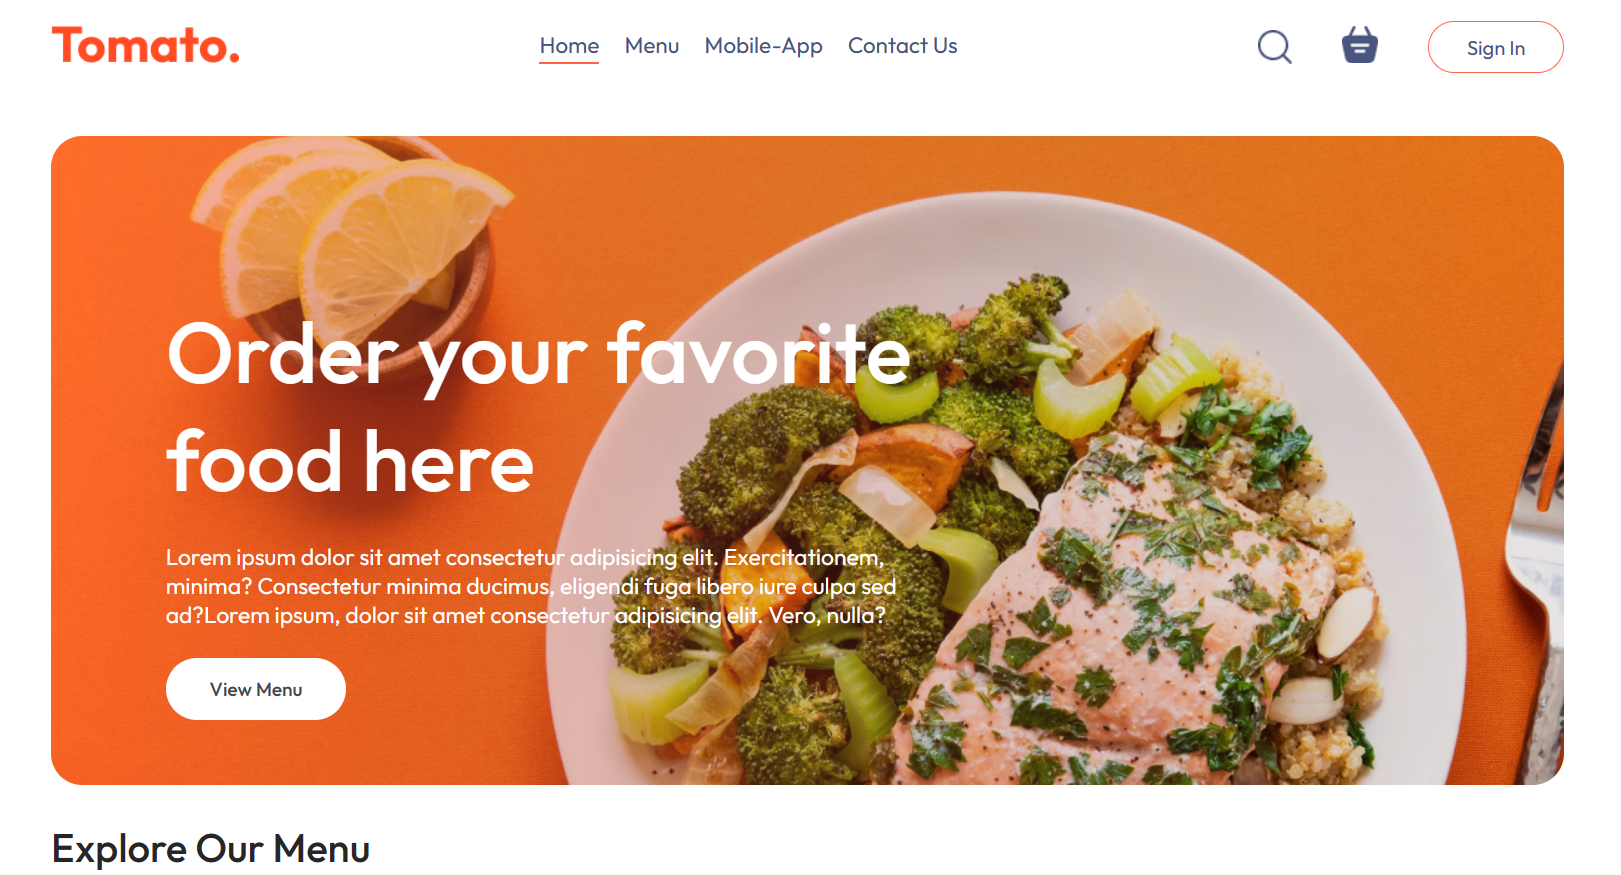 Tomato.
Home Menu Mobile-App Contact Us
Sign In
Order your favorite
food here
Lorem ipsum dolor sit amet consectetur adipisicing elit. Exercitationem,
minima? Consectetur minima ducimus, eligendi fuga libero iure culpa sed
ad?Lorem ipsum, dolor sit amet consectetur adipisicing elit. Vero, nulla?
View Menu
Explore Our Menu